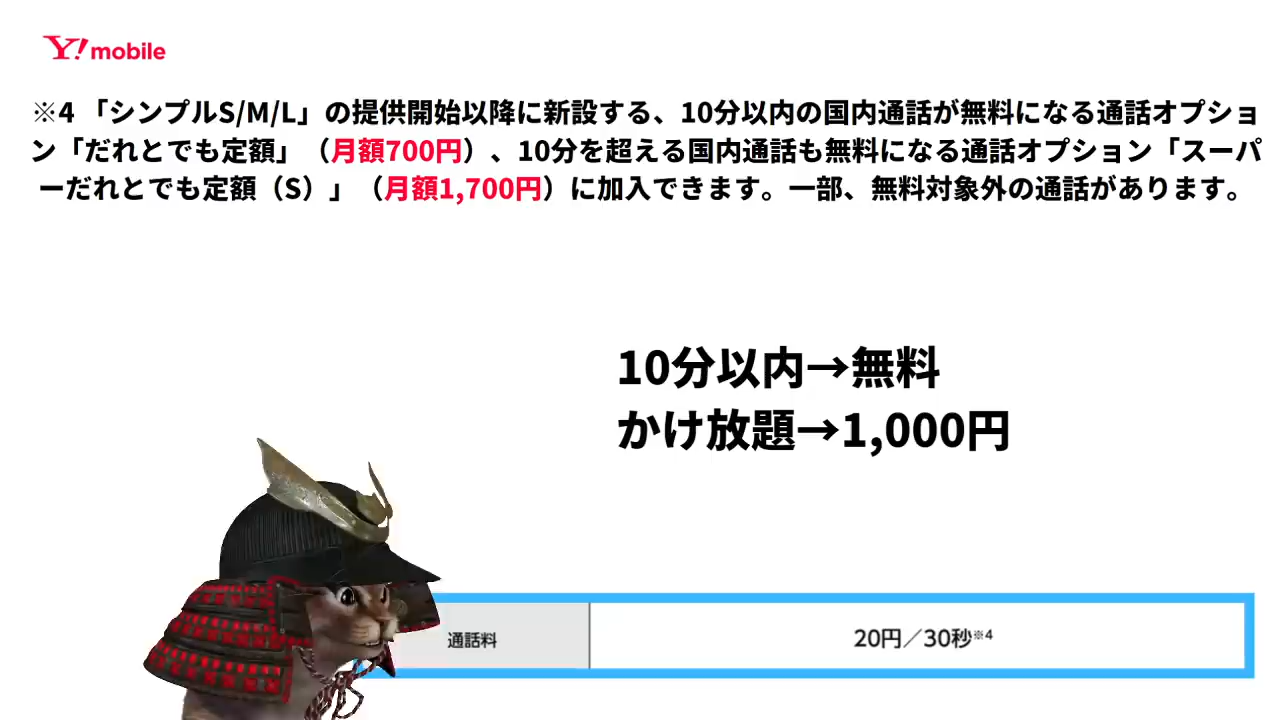 Y!mobile
※4 「シンプルS/M/L」の提供開始以降に新設する、10分以内の国内通話が無料になる通話オプショ
ン「だれとでも定額」（月額700円）、10分を超える国内通話も無料になる通話オプション「スーパ
ーだれとでも定額（S）」（月額1,700円）に加入できます。一部、無料対象外の通話があります。
10分以内→無料
かけ放題→1,000円
通話料
20円／30秒※4